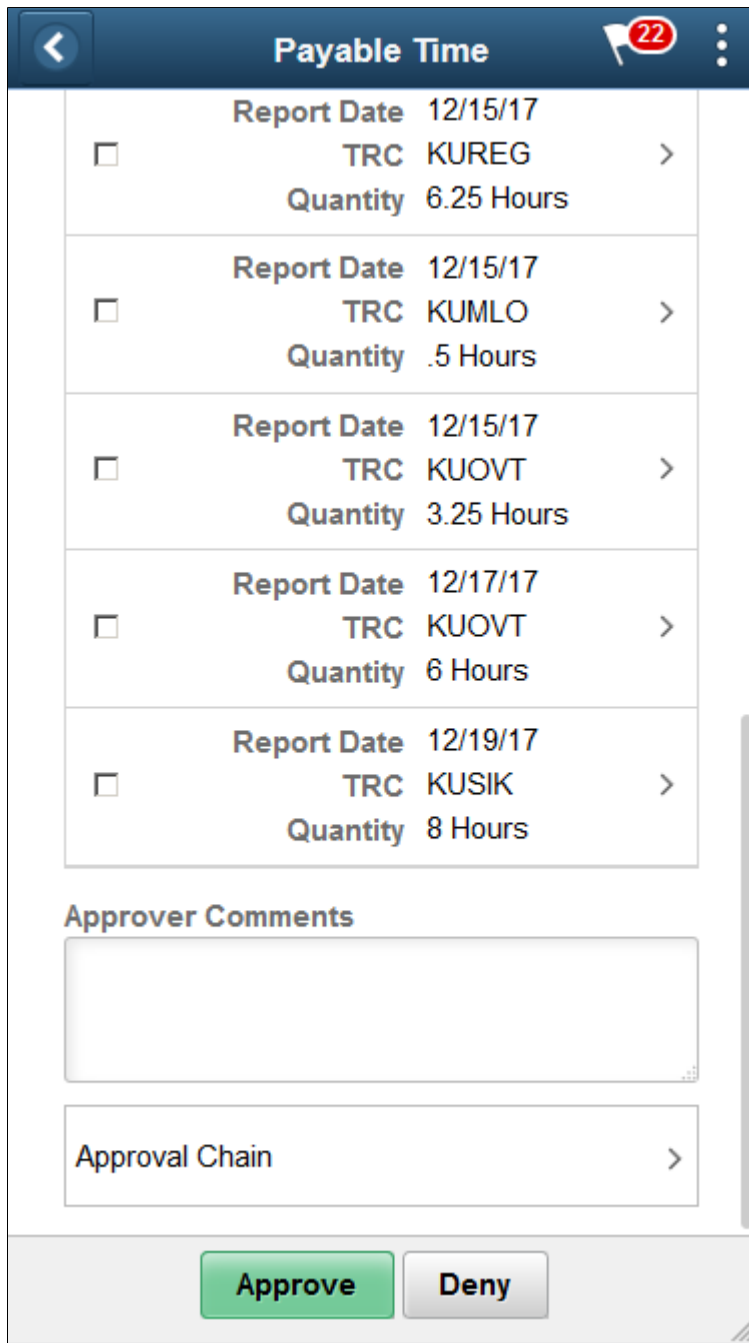 Payable Time
22
Report Date 12/15/17
TRC KUREG
Quantity 6.25 Hours
Report Date 12/15/17
TRC KUMLO
Quantity .5 Hours
Report Date 12/15/17
TRC KUOVT
Quantity 3.25 Hours
Report Date 12/17/17
TRC KUOVT
Quantity 6 Hours
Report Date 12/19/17
TRC KUSIK
Quantity 8 Hours
Approver Comments
Approval Chain
Approve Deny